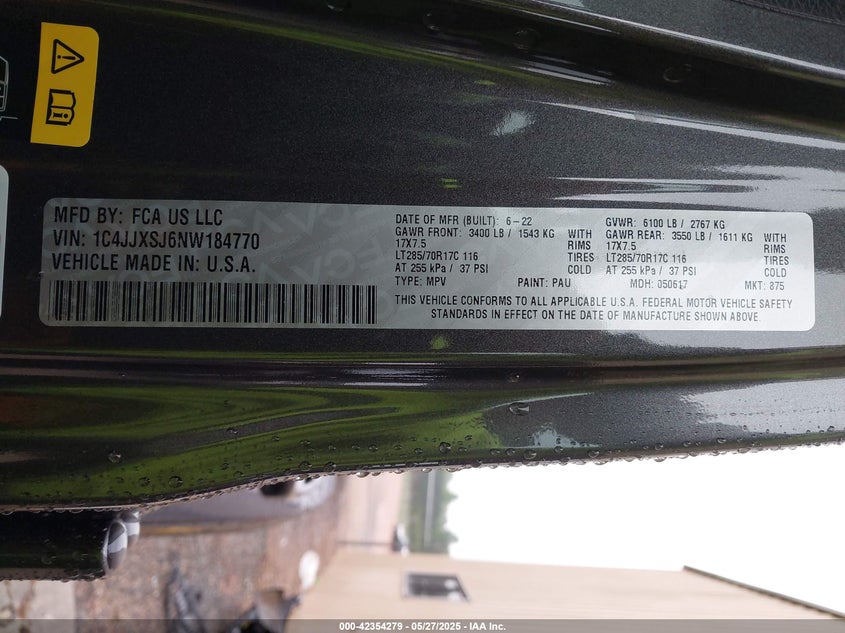 MFD BY: FCA US LLC
VIN: 1C4JJXSJ6NW184770
VEHICLE MADE IN: U.S.A.
DATE OF MFR (BUILT): 6-22 GVWR: 6100 LB / 2767 KG
GAWR FRONT: 3400 LB / 1543 KG WITH GAWR REAR: 3550 LB / 1611 KG WITH
17X7.5 RIMS 17X7.5 RIMS
LT285/70R17C 116 TIRES LT285/70R17C 116 TIRES
AT 255 kPa / 37 PSI COLD AT 255 kPa / 37 PSI COLD
TYPE: MPV PAINT: PAU MDH: 050617 MKT: 875
THIS VEHICLE CONFORMS TO ALL APPLICABLE U.S.A. FEDERAL MOTOR VEHICLE SAFETY
STANDARDS IN EFFECT ON THE DATE OF MANUFACTURE SHOWN ABOVE.
000-42354279 - 05/27/2025 - IAA Inc.